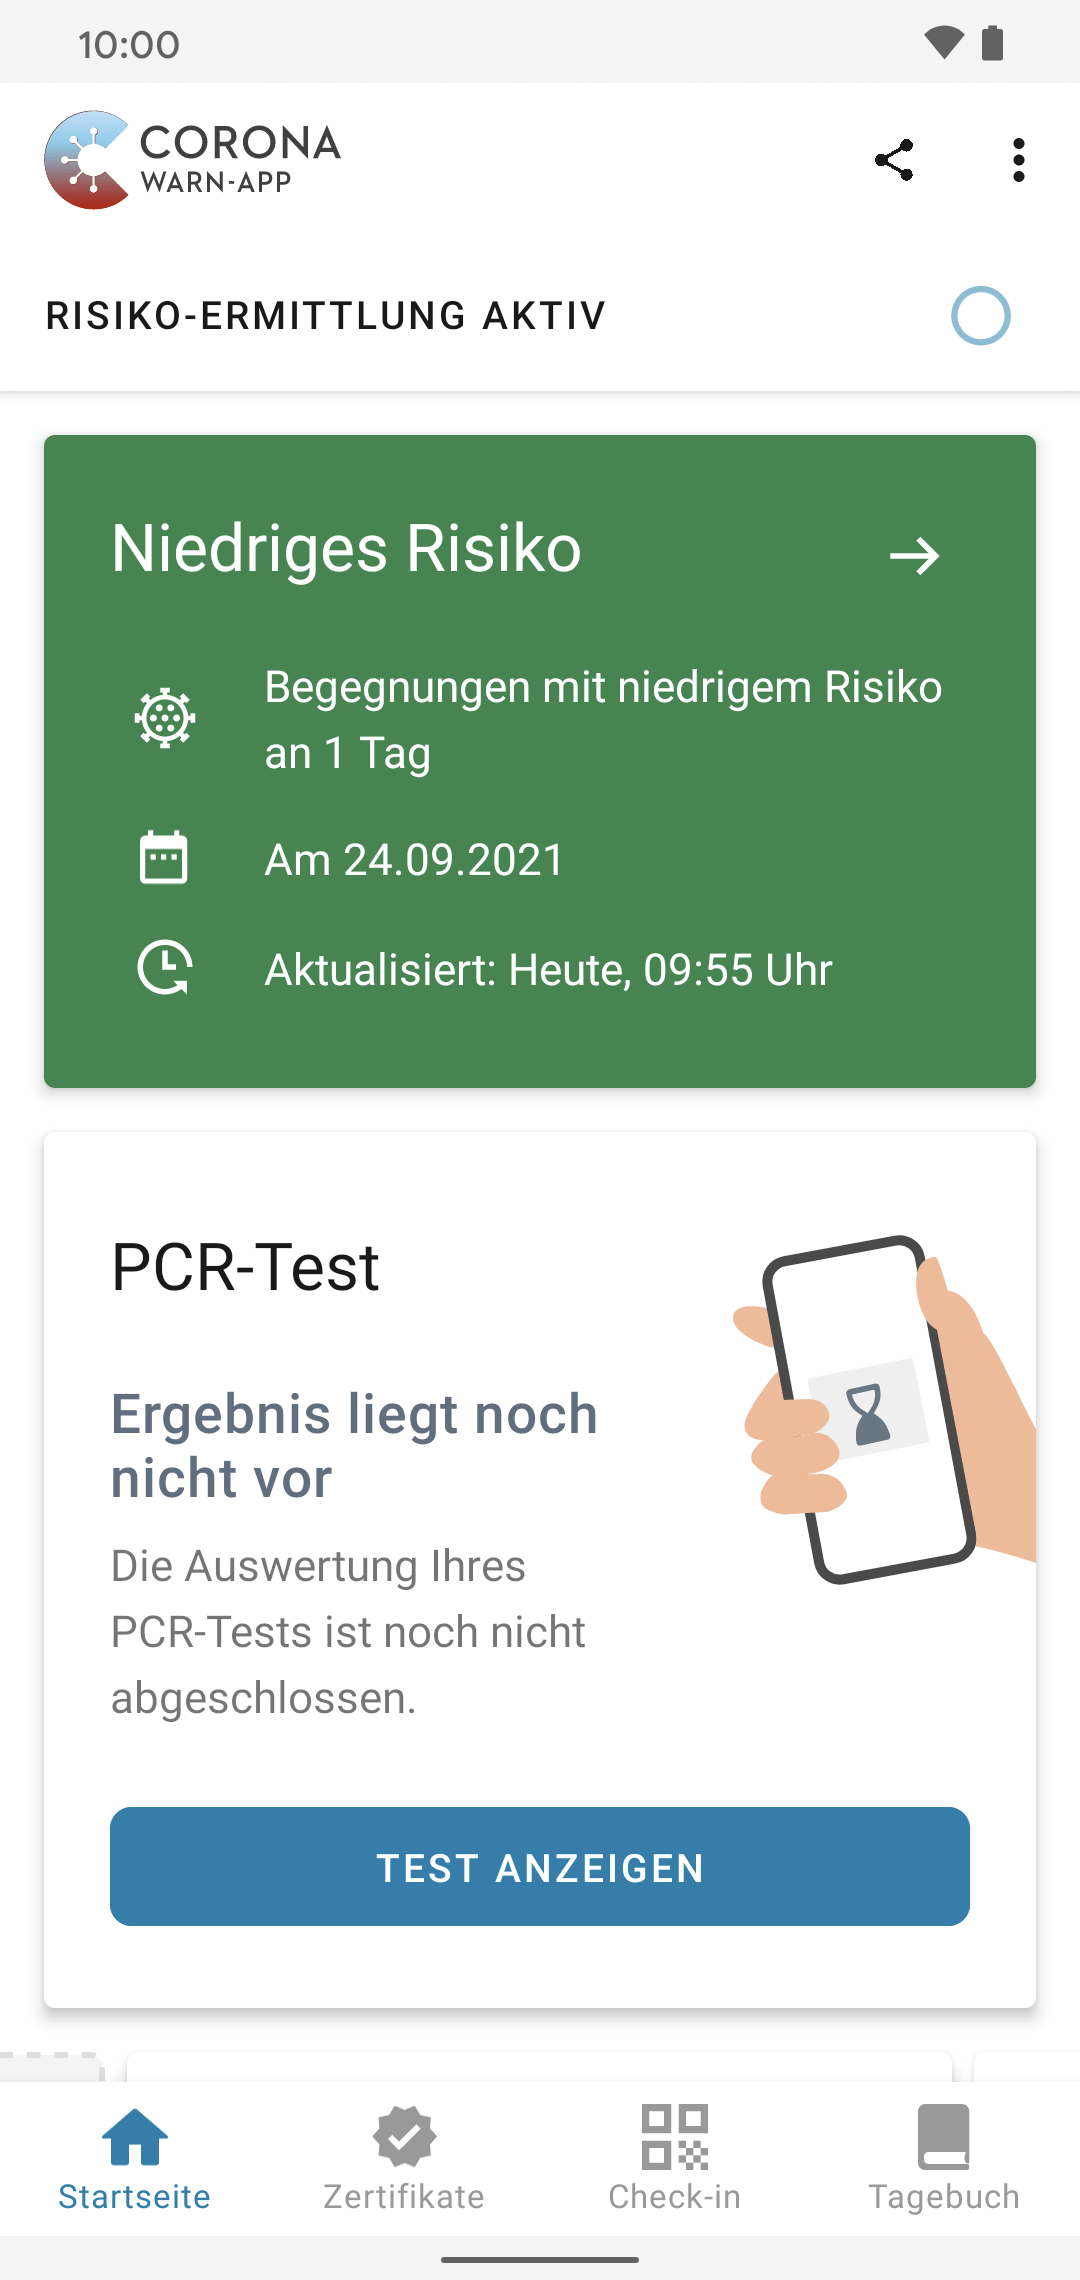 10:00
CORONA
WARN-APP
RISIKO-ERMITTLUNG AKTIV
Niedriges Risiko
Begegnungen mit niedrigem Risiko
an 1 Tag
Am 24.09.2021
Aktualisiert: Heute, 09:55 Uhr
PCR-Test
Ergebnis liegt noch
nicht vor
Die Auswertung Ihres
PCR-Tests ist noch nicht
abgeschlossen.
TEST ANZEIGEN
Startseite
Zertifikate
Check-in
Tagebuch